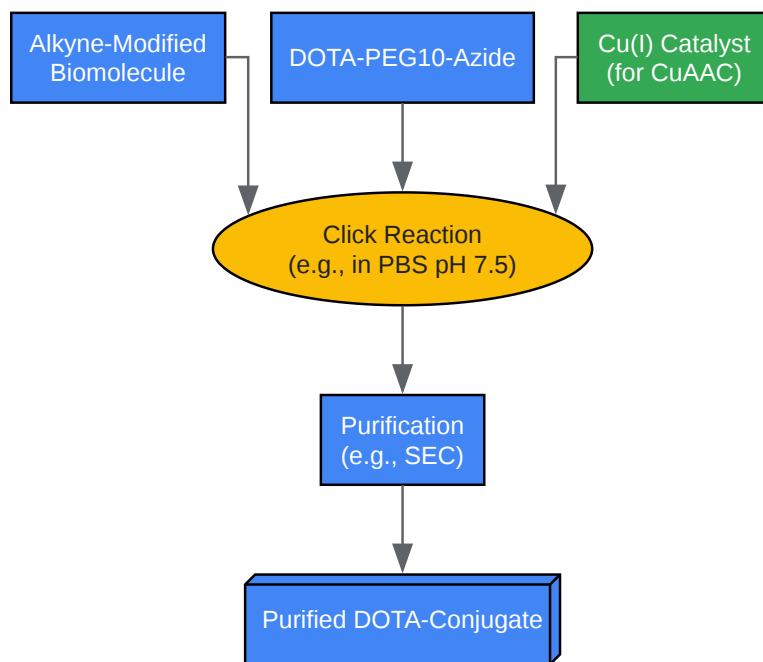 Alkyne-Modified
Biomolecule
DOTA-PEG10-Azide
Cu(I) Catalyst
(for CuAAC)
Click Reaction
(e.g., in PBS pH 7.5)
Purification
(e.g., SEC)
Purified DOTA-Conjugate